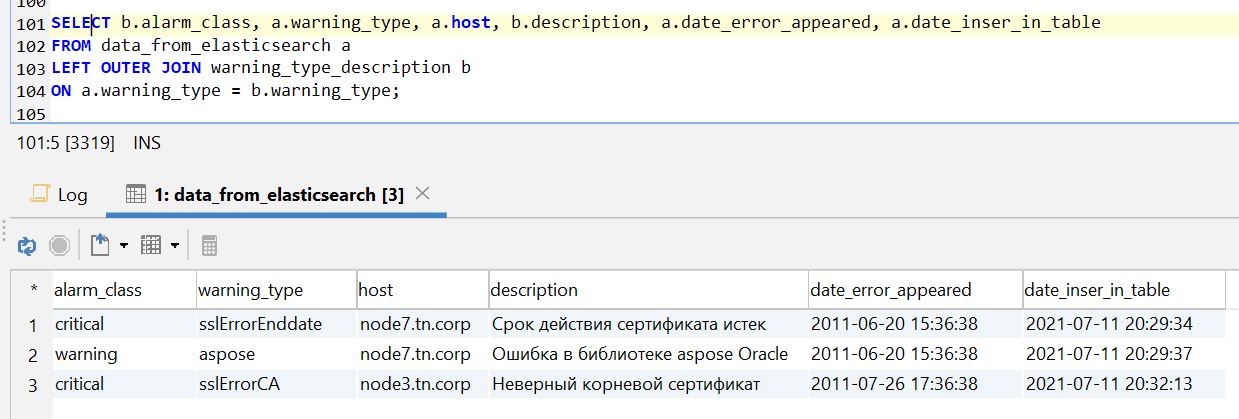 100
101 SELECT b.alarm_class, a.warning_type, a.host, b.description, a.date_error_appeared, a.date_inser_in_table
102 FROM data_from_elasticsearch a
103 LEFT OUTER JOIN warning_type_description b
104 ON a.warning_type = b.warning_type;
105
101:5 [3319] INS
Log 1: data_from_elasticsearch [3]
* alarm_class warning_type host description date_error_appeared date_inser_in_table
1 critical sslErrorEnddate node7.tn.corp Срок действия сертификата истек 2011-06-20 15:36:38 2021-07-11 20:29:34
2 warning aspose node7.tn.corp Ошибка в библиотеке aspose Oracle 2011-06-20 15:36:38 2021-07-11 20:29:37
3 critical sslErrorCA node3.tn.corp Неверный корневой сертификат 2011-07-26 17:36:38 2021-07-11 20:32:13